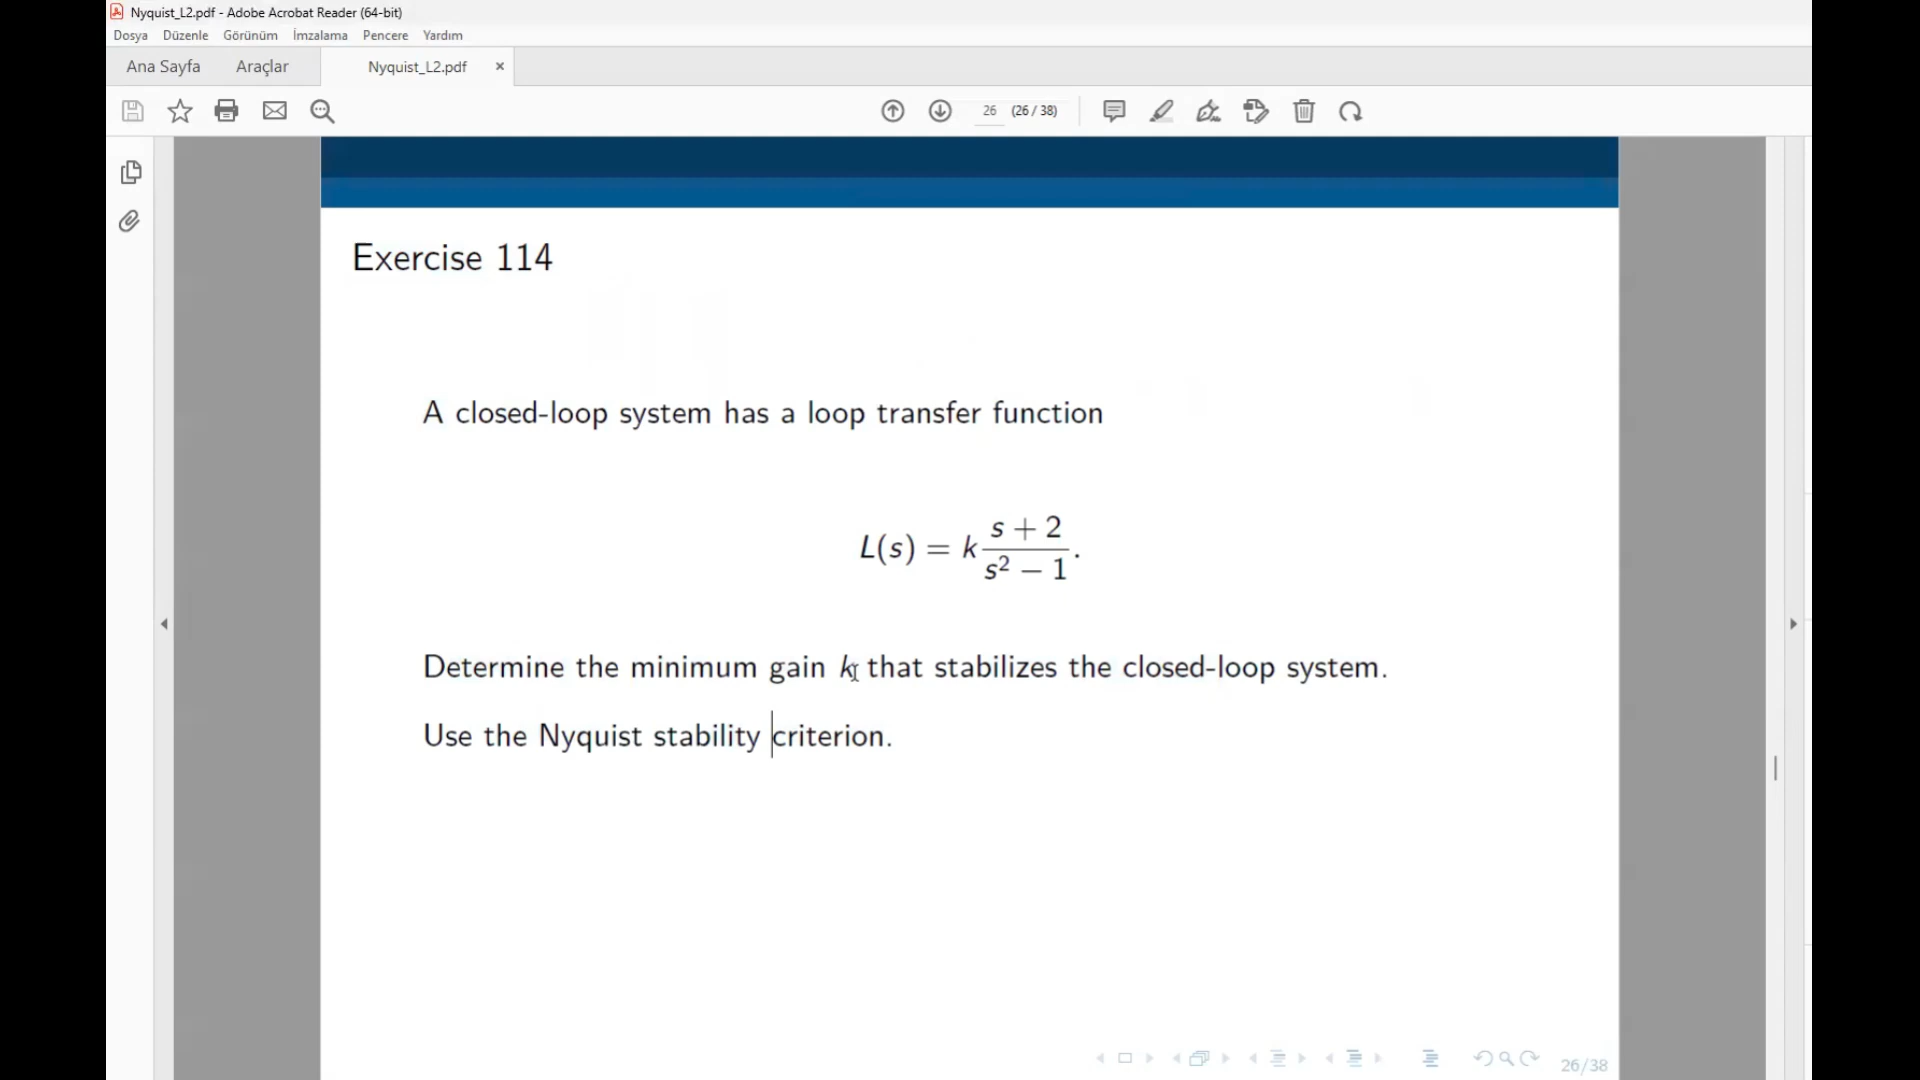 Nyquist_L2.pdf - Adobe Acrobat Reader (64-bit)
Dosya Düzenle Görünüm İmzalama Pencere Yardım
Ana Sayfa Araçlar Nyquist_L2.pdf ×
26 (26 / 38)
Exercise 114
A closed-loop system has a loop transfer function
L(s) = k (s + 2)/(s² − 1).
Determine the minimum gain k that stabilizes the closed-loop system.
Use the Nyquist stability criterion.
26/38